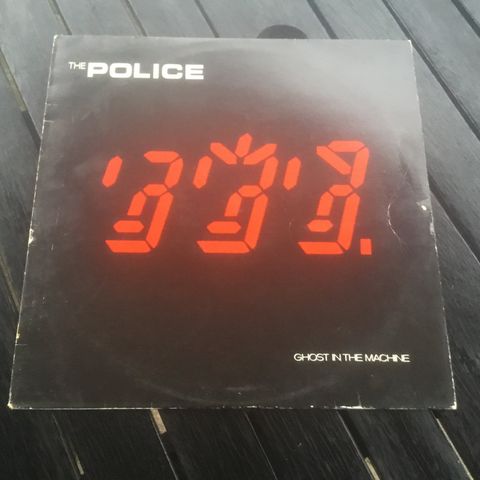 THE POLICE
GHOST IN THE MACHINE